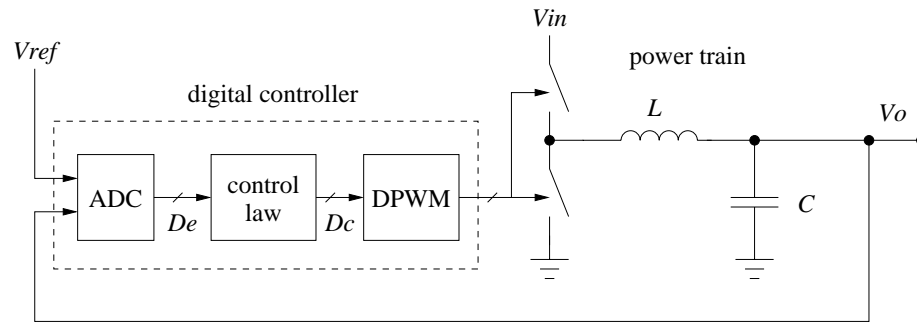 Vin
Vref
power train
digital controller
L
Vo
ADC
control
law
DPWM
De
Dc
C